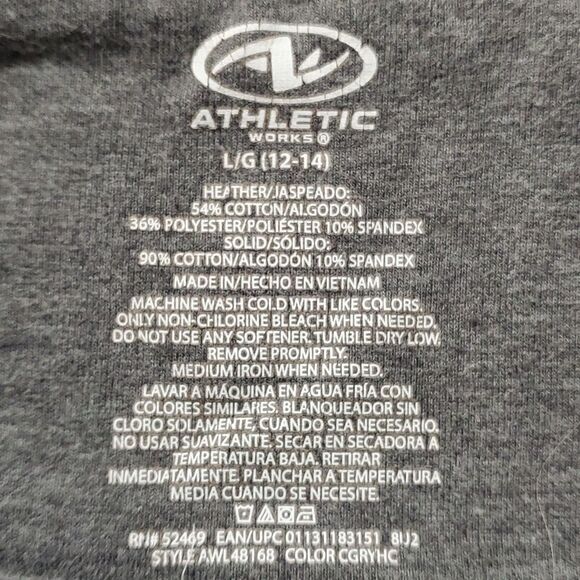 ATHLETIC
WORKS®
L/G (12-14)
HEATHER/JASPEADO:
54% COTTON/ALGODÓN
36% POLYESTER/POLIÉSTER 10% SPANDEX
SOLID/SÓLIDO:
90% COTTON/ALGODÓN 10% SPANDEX
MADE IN/HECHO EN VIETNAM
MACHINE WASH COLD WITH LIKE COLORS.
ONLY NON-CHLORINE BLEACH WHEN NEEDED.
DO NOT USE ANY SOFTENER. TUMBLE DRY LOW.
REMOVE PROMPTLY.
MEDIUM IRON WHEN NEEDED.
LAVAR A MÁQUINA EN AGUA FRÍA CON
COLORES SIMILARES. BLANQUEADOR SIN
CLORO SOLAMENTE, CUANDO SEA NECESARIO.
NO USAR SUAVIZANTE. SECAR EN SECADORA A
TEMPERATURA BAJA. RETIRAR
INMEDIATAMENTE. PLANCHAR A TEMPERATURA
MEDIA CUANDO SE NECESITE.
RN# 52469 EAN/UPC 01131183151 8U2
STYLE AWL48168 COLOR CGRYHC